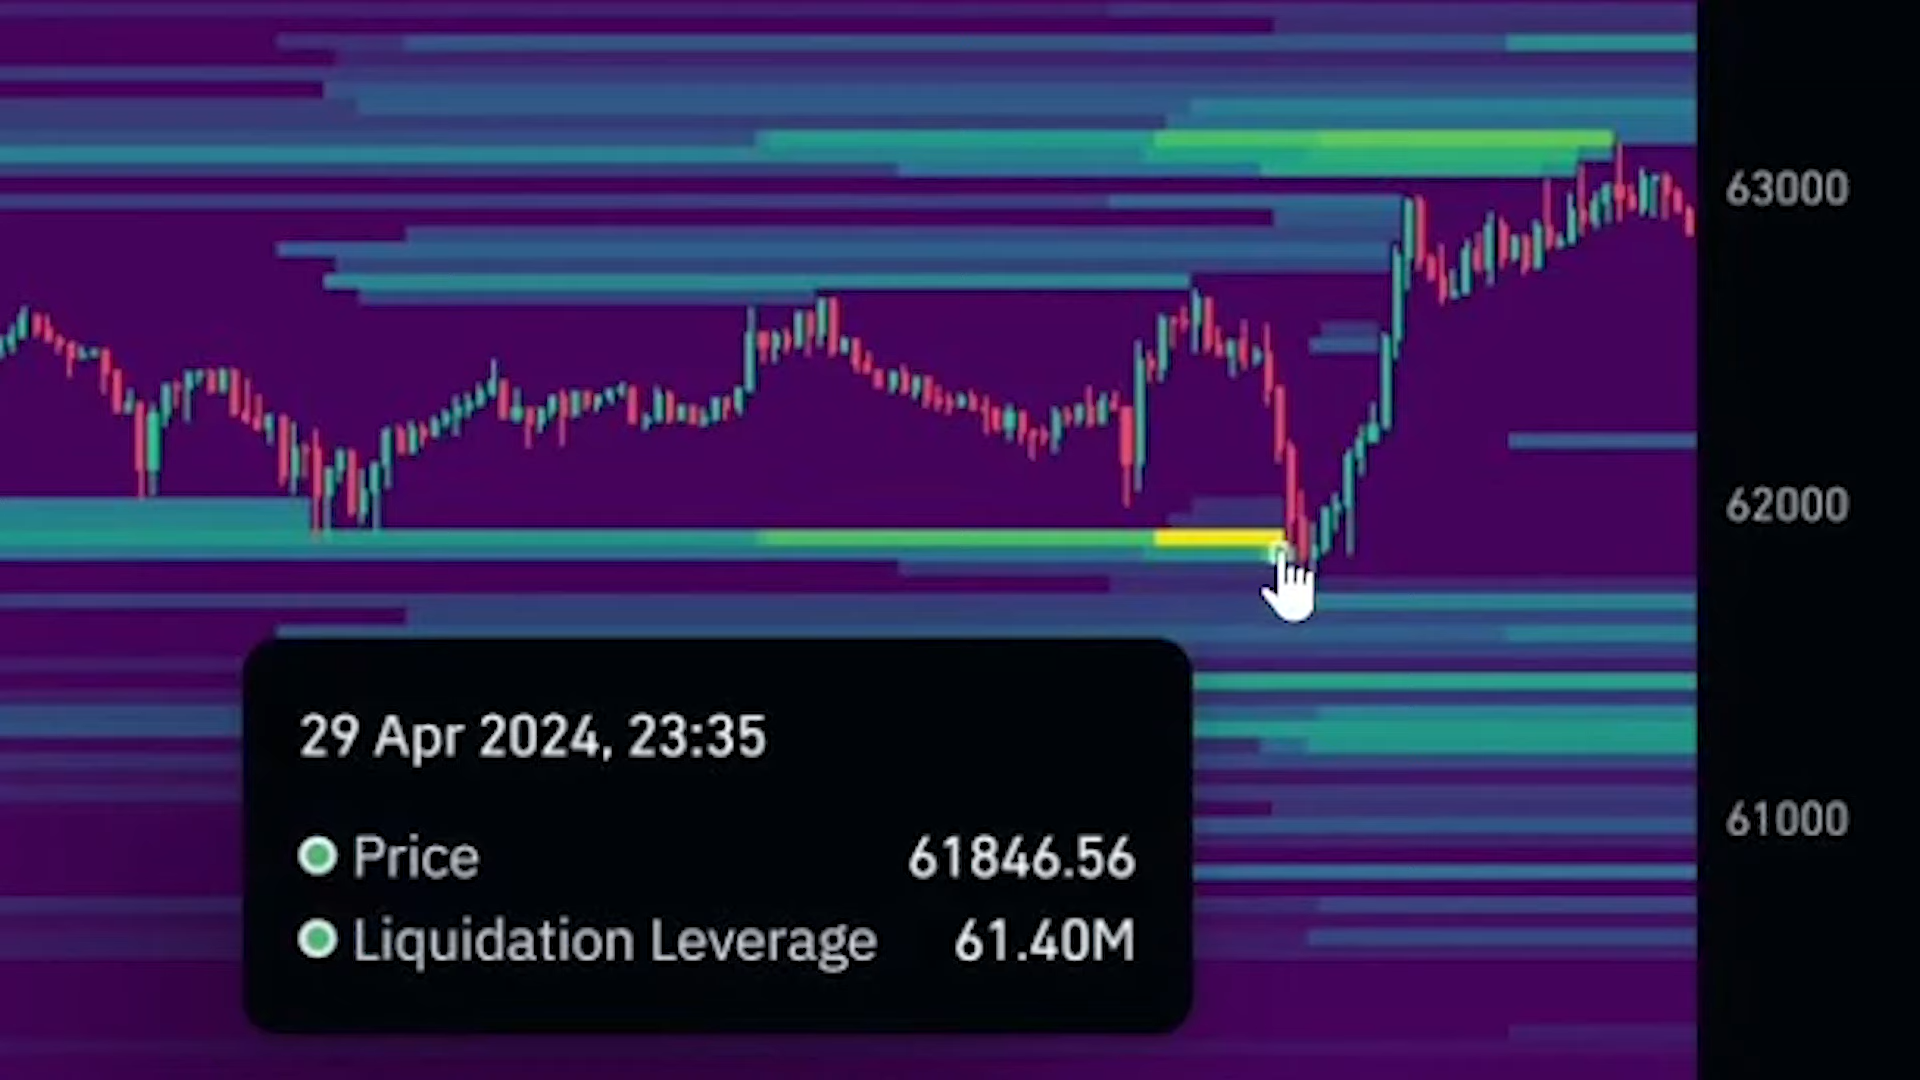 63000
62000
29 Apr 2024, 23:35
61000
Price 61846.56
Liquidation Leverage 61.40M